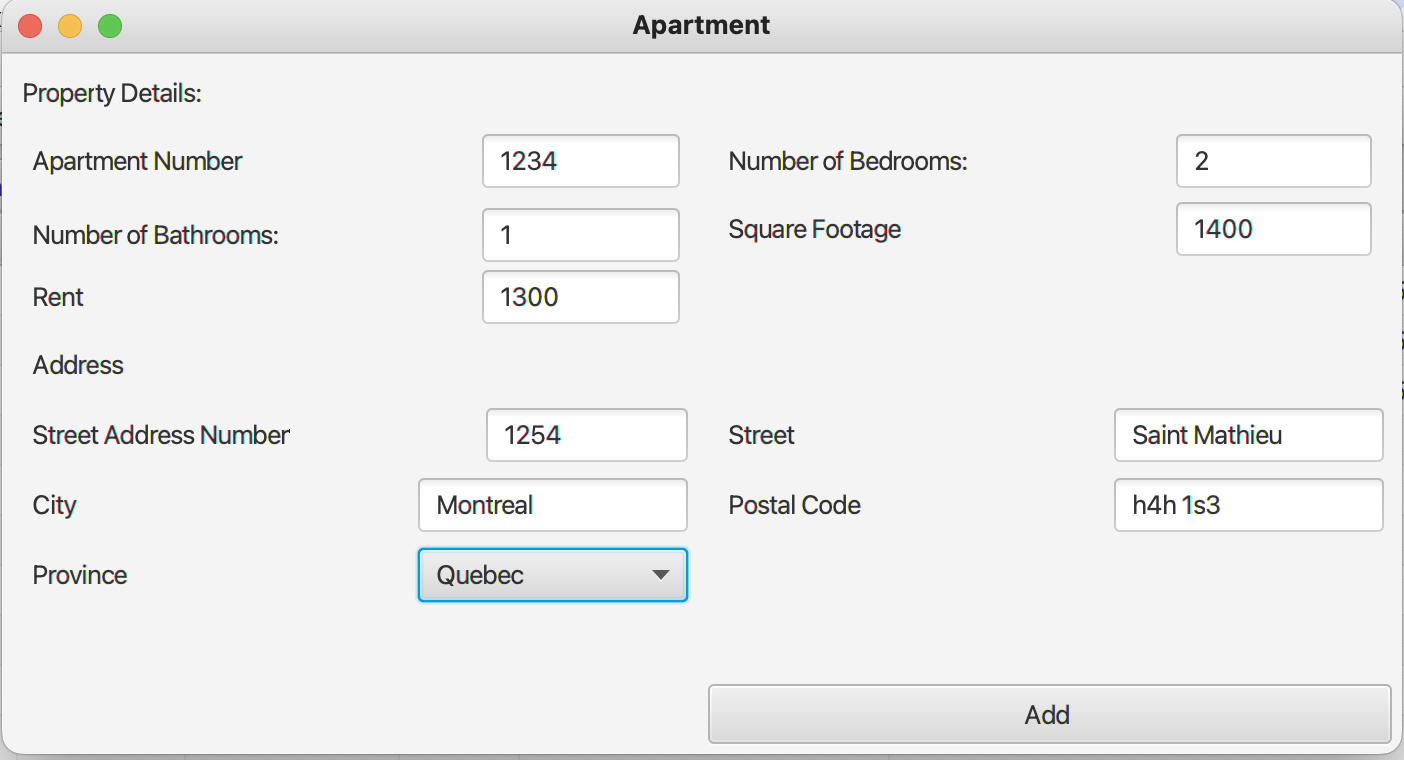 Apartment
Property Details:
Apartment Number 1234 Number of Bedrooms: 2
Number of Bathrooms: 1 Square Footage 1400
Rent 1300
Address
Street Address Number 1254 Street Saint Mathieu
City Montreal Postal Code h4h 1s3
Province Quebec
Add